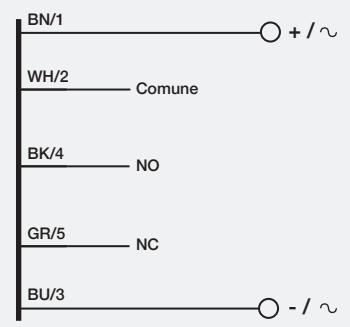 BN/1
+ / ∿
WH/2
Comune
BK/4
NO
GR/5
NC
BU/3
- / ∿